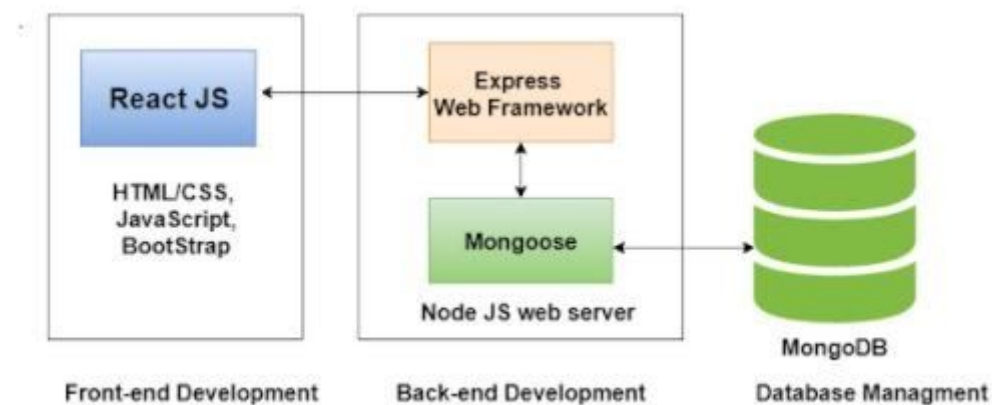 React JS
HTML/CSS,
JavaScript,
BootStrap
Express
Web Framework
Mongoose
Node JS web server
MongoDB
Front-end Development
Back-end Development
Database Managment